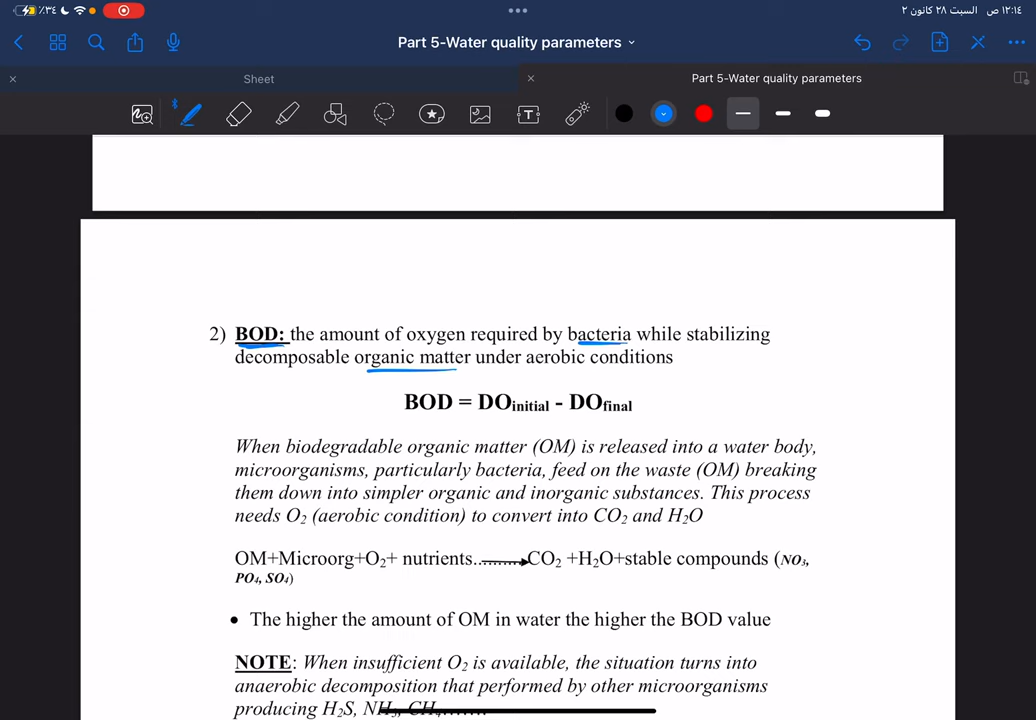 ٪٣٤
١٢:١٤ ص السبت ٢٨ كانون ٢
Part 5-Water quality parameters
Sheet
Part 5-Water quality parameters
2) BOD: the amount of oxygen required by bacteria while stabilizing
decomposable organic matter under aerobic conditions
BOD = DOinitial - DOfinal
When biodegradable organic matter (OM) is released into a water body,
microorganisms, particularly bacteria, feed on the waste (OM) breaking
them down into simpler organic and inorganic substances. This process
needs O2 (aerobic condition) to convert into CO2 and H2O
OM+Microorg+O2+ nutrients..........CO2 +H2O+stable compounds (NO3,
PO4, SO4)
• The higher the amount of OM in water the higher the BOD value
NOTE: When insufficient O2 is available, the situation turns into
anaerobic decomposition that performed by other microorganisms
producing H2S, NH3, CH4........